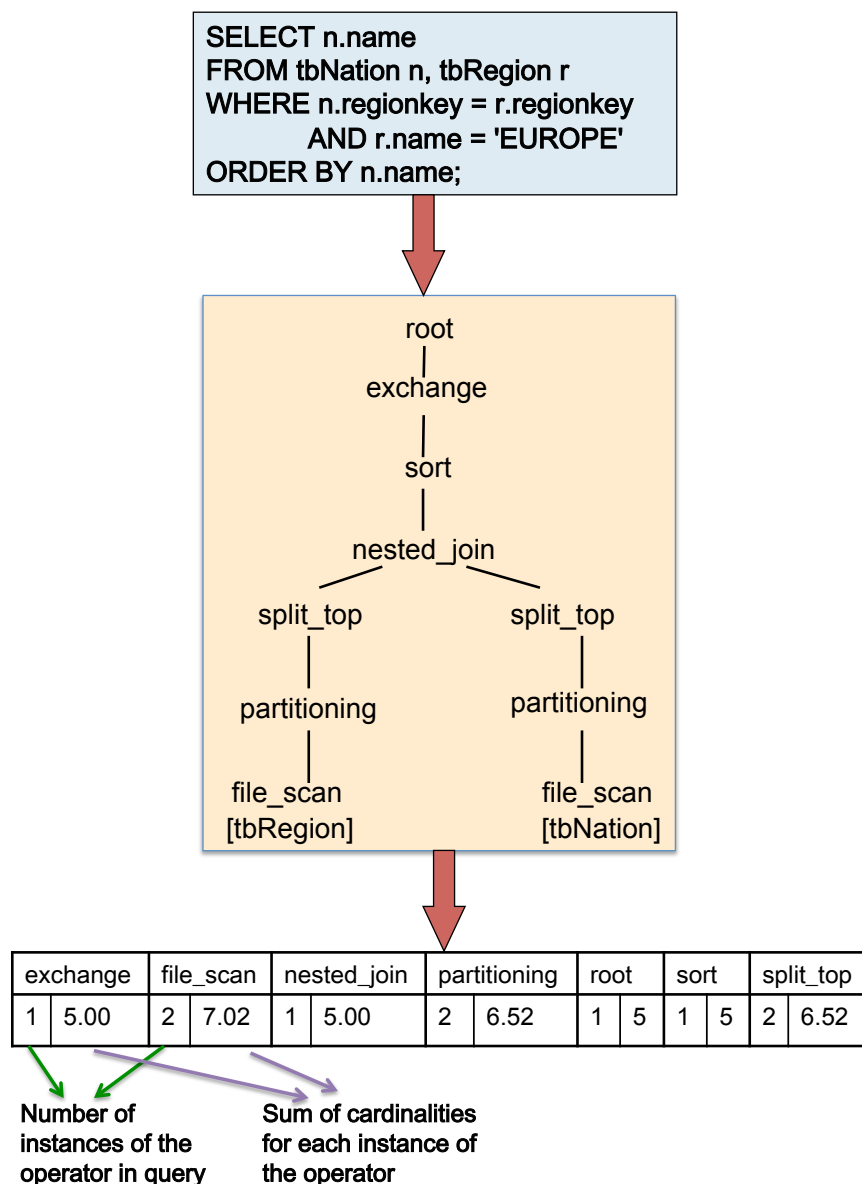 SELECT n.name
FROM tbNation n, tbRegion r
WHERE n.regionkey = r.regionkey
AND r.name = 'EUROPE'
ORDER BY n.name;
root
exchange
sort
nested_join
split_top split_top
partitioning partitioning
file_scan file_scan
[tbRegion] [tbNation]
exchange file_scan nested_join partitioning root sort split_top
1 5.00 2 7.02 1 5.00 2 6.52 1 5 1 5 2 6.52
Number of
instances of the
operator in query
Sum of cardinalities
for each instance of
the operator